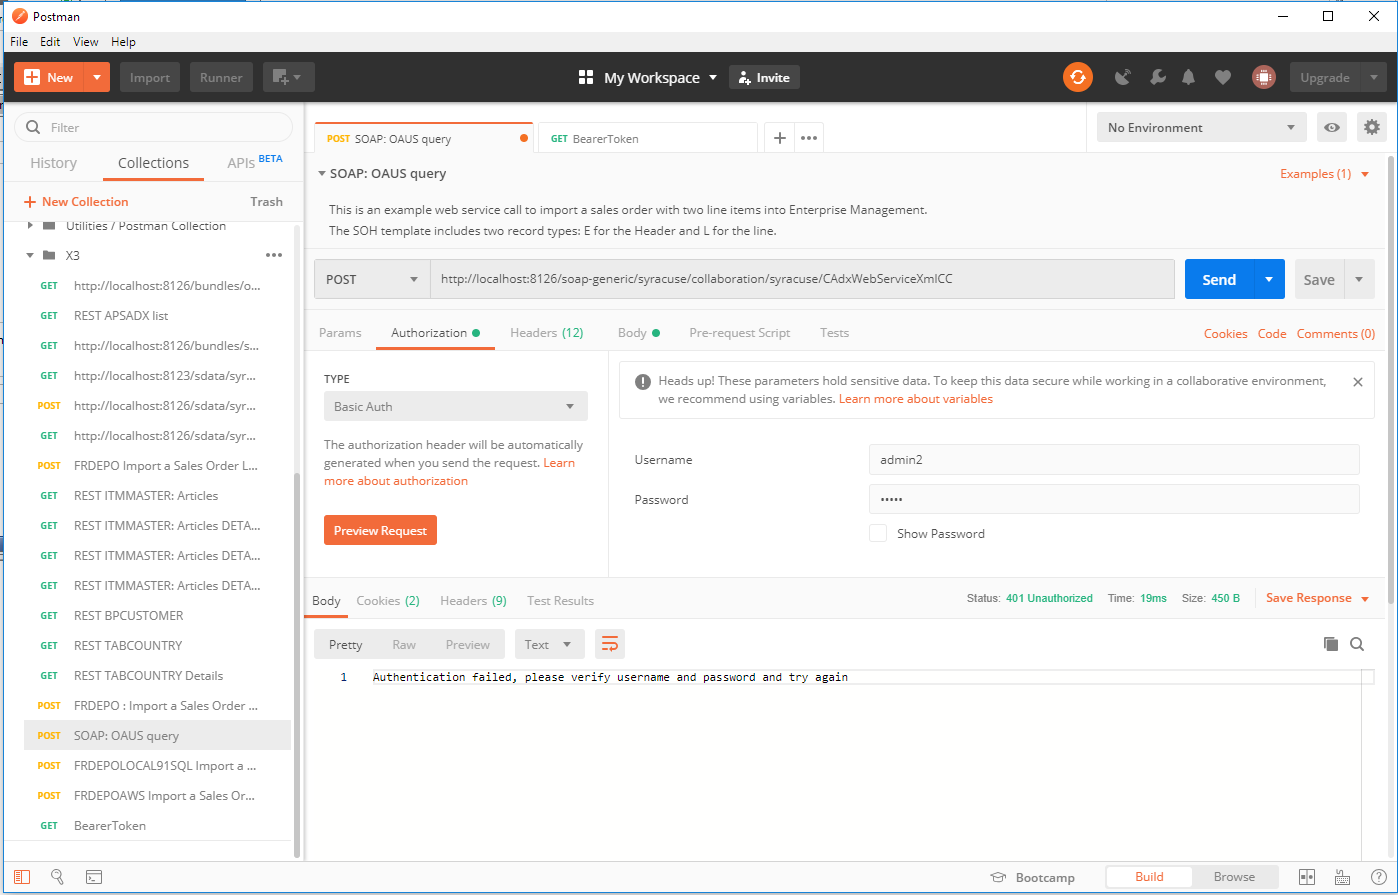 Postman
File Edit View Help
New Import Runner My Workspace Invite Upgrade
Filter
History Collections APIs BETA
New Collection Trash
Utilities / Postman Collection
X3
GET http://localhost:8126/bundles/o...
GET REST APSADX list
GET http://localhost:8126/bundles/s...
GET http://localhost:8123/sdata/syr...
POST http://localhost:8126/sdata/syr...
GET http://localhost:8126/sdata/syr...
POST FRDEPO Import a Sales Order L...
GET REST ITMMASTER: Articles
GET REST ITMMASTER: Articles DETA...
GET REST ITMMASTER: Articles DETA...
GET REST ITMMASTER: Articles DETA...
GET REST BPCUSTOMER
GET REST TABCOUNTRY
GET REST TABCOUNTRY Details
POST FRDEPO : Import a Sales Order ...
POST SOAP: OAUS query
POST FRDEPOLOCAL91SQL Import a ...
POST FRDEPOAWS Import a Sales Or...
GET BearerToken
POST SOAP: OAUS query GET BearerToken No Environment
SOAP: OAUS query Examples (1)
This is an example web service call to import a sales order with two line items into Enterprise Management.
The SOH template includes two record types: E for the Header and L for the line.
POST http://localhost:8126/soap-generic/syracuse/collaboration/syracuse/CAdxWebServiceXmlCC Send Save
Params Authorization Headers (12) Body Pre-request Script Tests Cookies Code Comments (0)
TYPE
Basic Auth
The authorization header will be automatically
generated when you send the request. Learn
more about authorization
Preview Request
Heads up! These parameters hold sensitive data. To keep this data secure while working in a collaborative environment,
we recommend using variables. Learn more about variables
Username admin2
Password •••••
Show Password
Body Cookies (2) Headers (9) Test Results Status: 401 Unauthorized Time: 19ms Size: 450 B Save Response
Pretty Raw Preview Text
1 Authentication failed, please verify username and password and try again
Bootcamp Build Browse